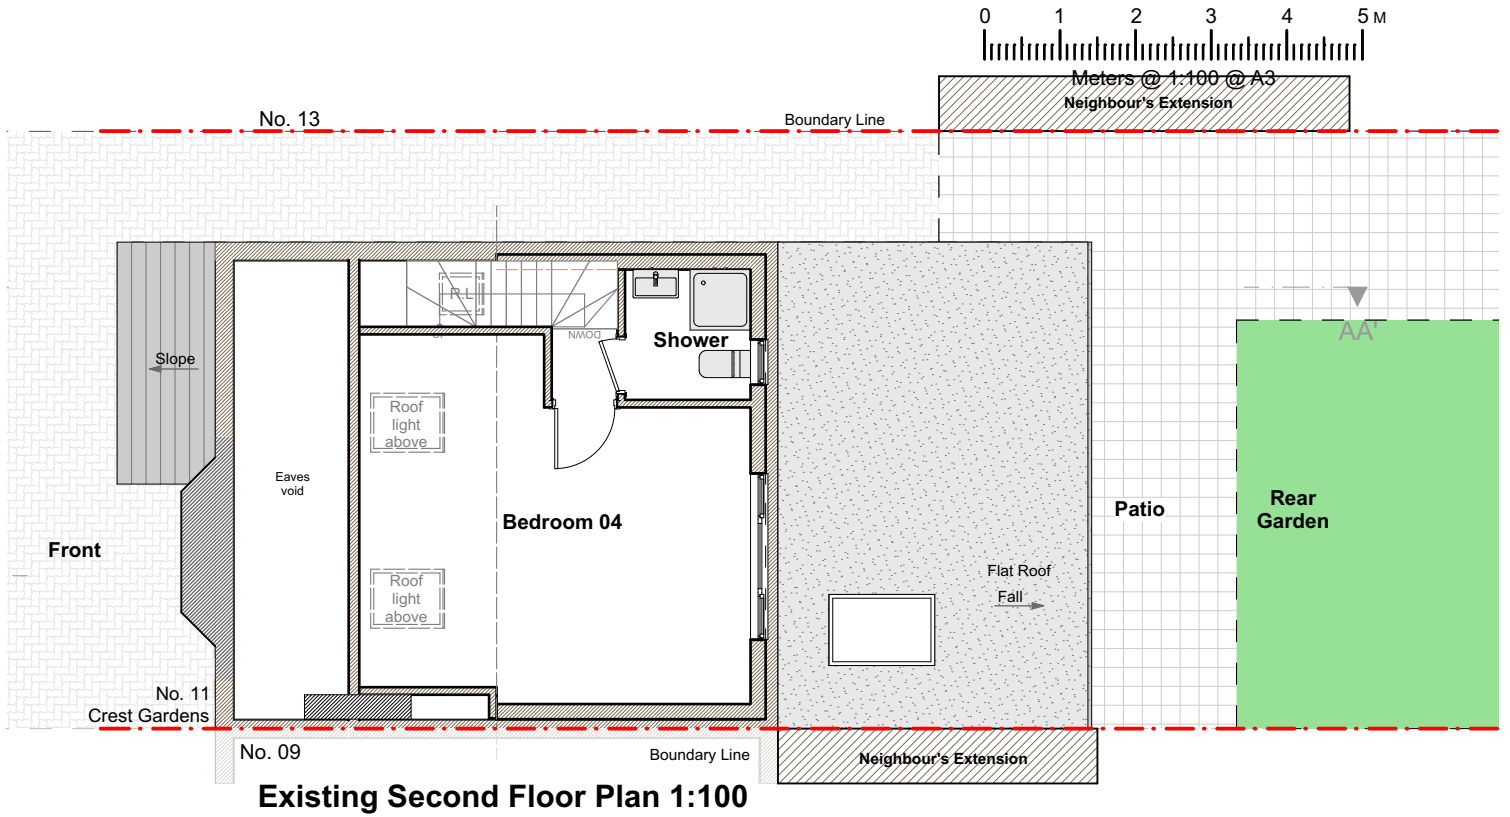 0 1 2 3 4 5 M
Meters @ 1:100 @ A3
Neighbour's Extension
No. 13
Boundary Line
R.L
DOWN
Shower
AA'
Slope
Roof
light
above
Eaves
void
Bedroom 04
Patio
Rear
Garden
Front
Flat Roof
Fall
Roof
light
above
No. 11
Crest Gardens
No. 09
Boundary Line
Neighbour's Extension
Existing Second Floor Plan 1:100